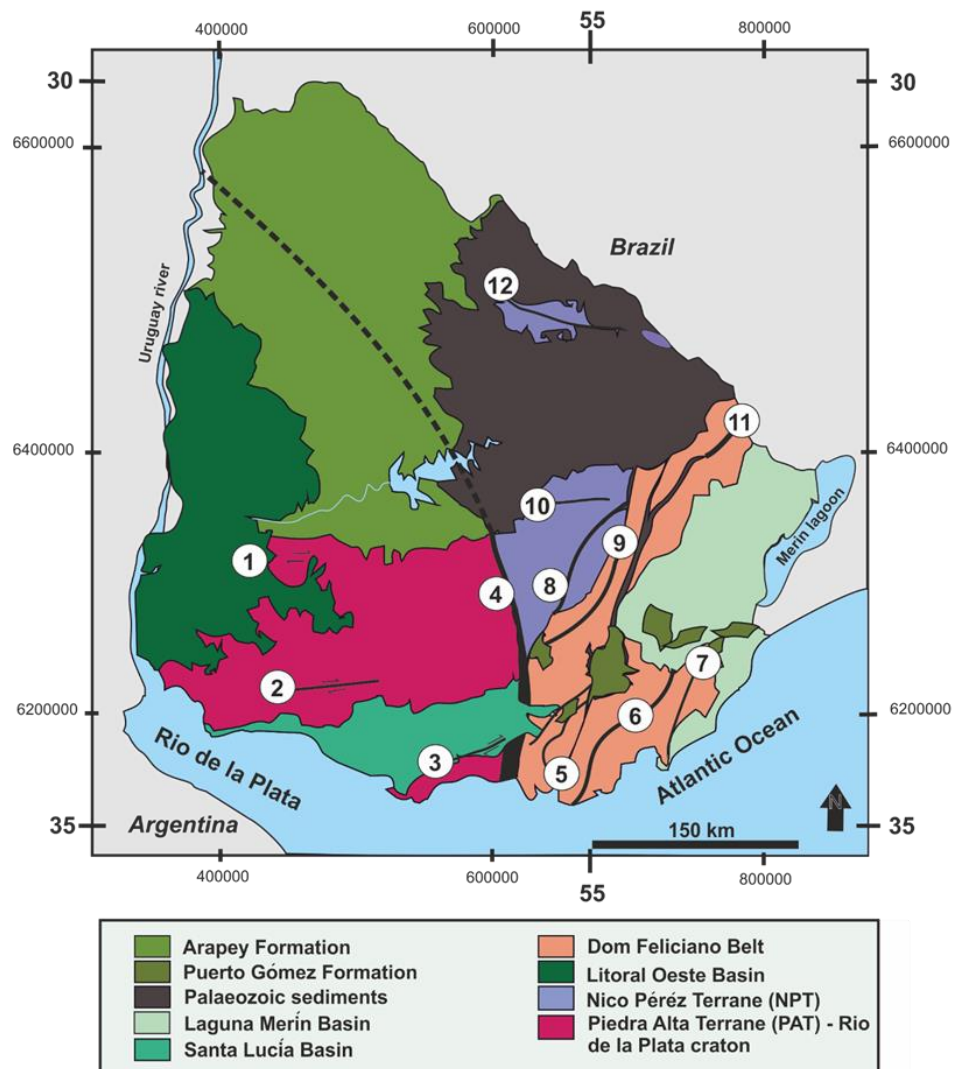 55
400000
600000
800000
30
30
6600000
6600000
Uruguay river
Brazil
12
11
6400000
6400000
Merin lagoon
10
9
1
4
8
7
2
6
6200000
6200000
3
5
Rio de la Plata
Atlantic Ocean
N
35
35
Argentina
150 km
400000
600000
800000
55
Arapey Formation
Puerto Gómez Formation
Palaeozoic sediments
Laguna Merín Basin
Santa Lucía Basin
Dom Feliciano Belt
Litoral Oeste Basin
Nico Péréz Terrane (NPT)
Piedra Alta Terrane (PAT) - Rio
de la Plata craton